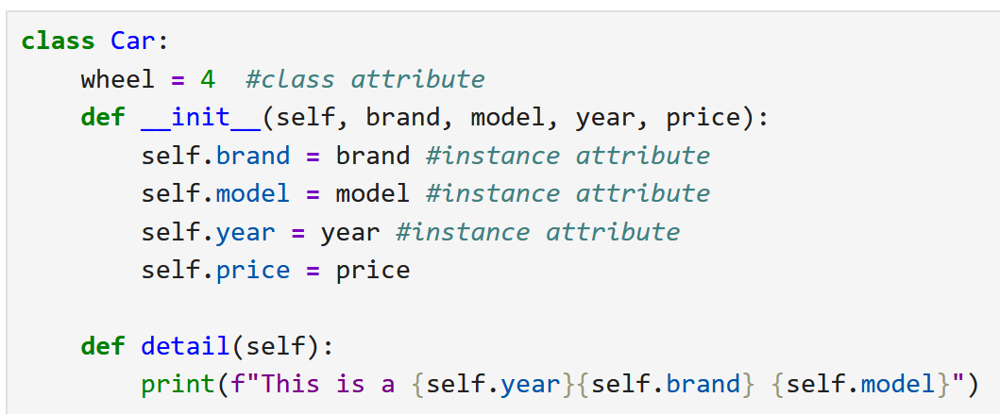 class Car:
    wheel = 4  #class attribute
    def __init__(self, brand, model, year, price):
        self.brand = brand #instance attribute
        self.model = model #instance attribute
        self.year = year #instance attribute
        self.price = price

    def detail(self):
        print(f"This is a {self.year}{self.brand} {self.model}")